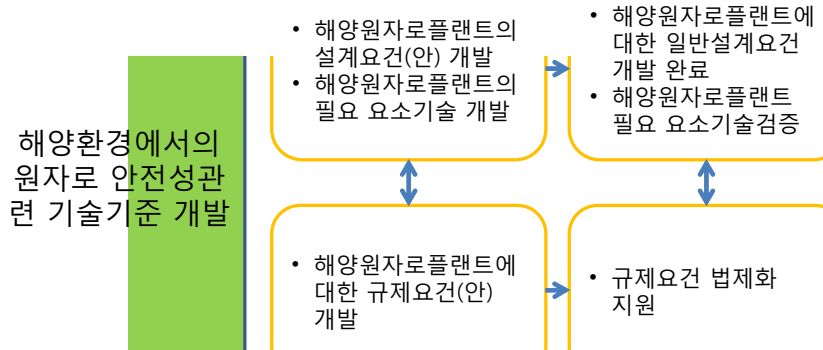 해양환경에서의
원자로 안전성관
련 기술기준 개발
• 해양원자로플랜트의
설계요건(안) 개발
• 해양원자로플랜트의
필요 요소기술 개발
• 해양원자로플랜트에
대한 일반설계요건
개발 완료
• 해양원자로플랜트
필요 요소기술검증
• 해양원자로플랜트에
대한 규제요건(안)
개발
• 규제요건 법제화
지원